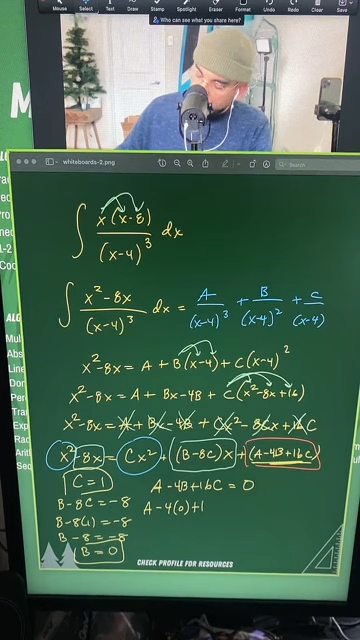 Mouse Select Text Draw Stamp Spotlight Eraser Format Undo Redo Clear Save
Who can see what you share here?
whiteboards-2.png
Search
∫ x(x-8)/(x-4)³ dx
∫ x²-8x/(x-4)³ dx = A/(x-4)³ + B/(x-4)² + C/(x-4)
x²-8x = A + B(x-4) + C(x-4)²
x²-8x = A + Bx-4B + C(x²-8x+16)
x²-8x = A + Bx - 4B + Cx² - 8Cx + 16C
x²-8x = Cx² + (B-8C)x + (A-4B+16C)
C = 1
A-4B+16C = 0
B-8C = -8
A-4(0)+1
B-8(1) = -8
B-8 = -8
B = 0
CHECK PROFILE FOR RESOURCES